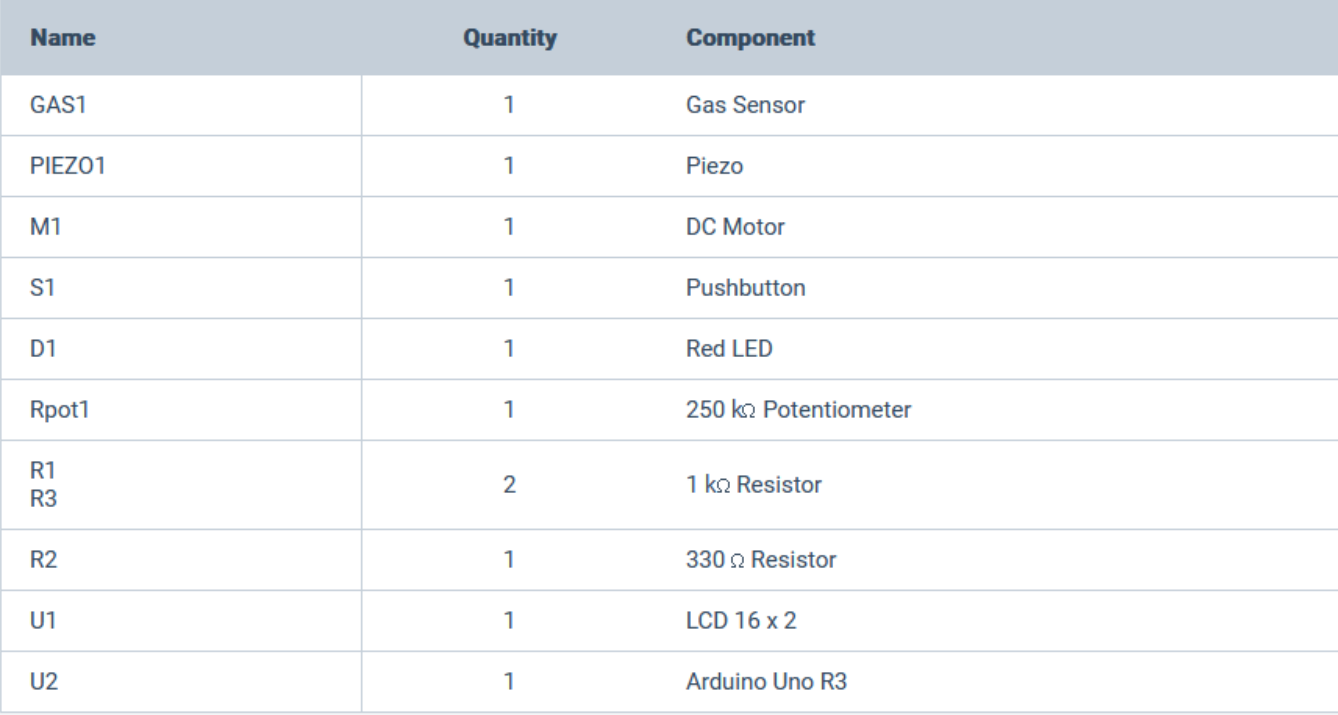 Name Quantity Component
GAS1 1 Gas Sensor
PIEZO1 1 Piezo
M1 1 DC Motor
S1 1 Pushbutton
D1 1 Red LED
Rpot1 1 250 kΩ Potentiometer
R1
R3 2 1 kΩ Resistor
R2 1 330 Ω Resistor
U1 1 LCD 16 x 2
U2 1 Arduino Uno R3